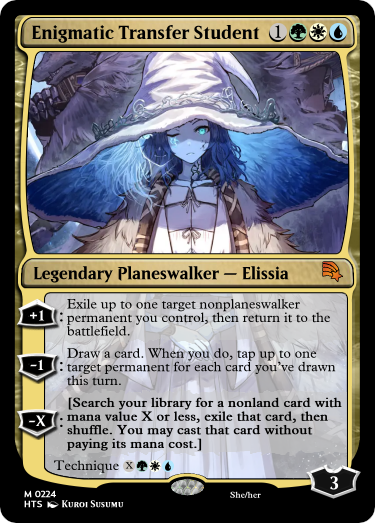 Enigmatic Transfer Student 1
Legendary Planeswalker — Elissia
+1: Exile up to one target nonplaneswalker
permanent you control, then return it to the
battlefield.
-1: Draw a card. When you do, tap up to one
target permanent for each card you've drawn
this turn.
-X: [Search your library for a nonland card with
mana value X or less, exile that card, then
shuffle. You may cast that card without
paying its mana cost.]
Technique X
3
M 0224
HTS Kuroi Susumu
She/her